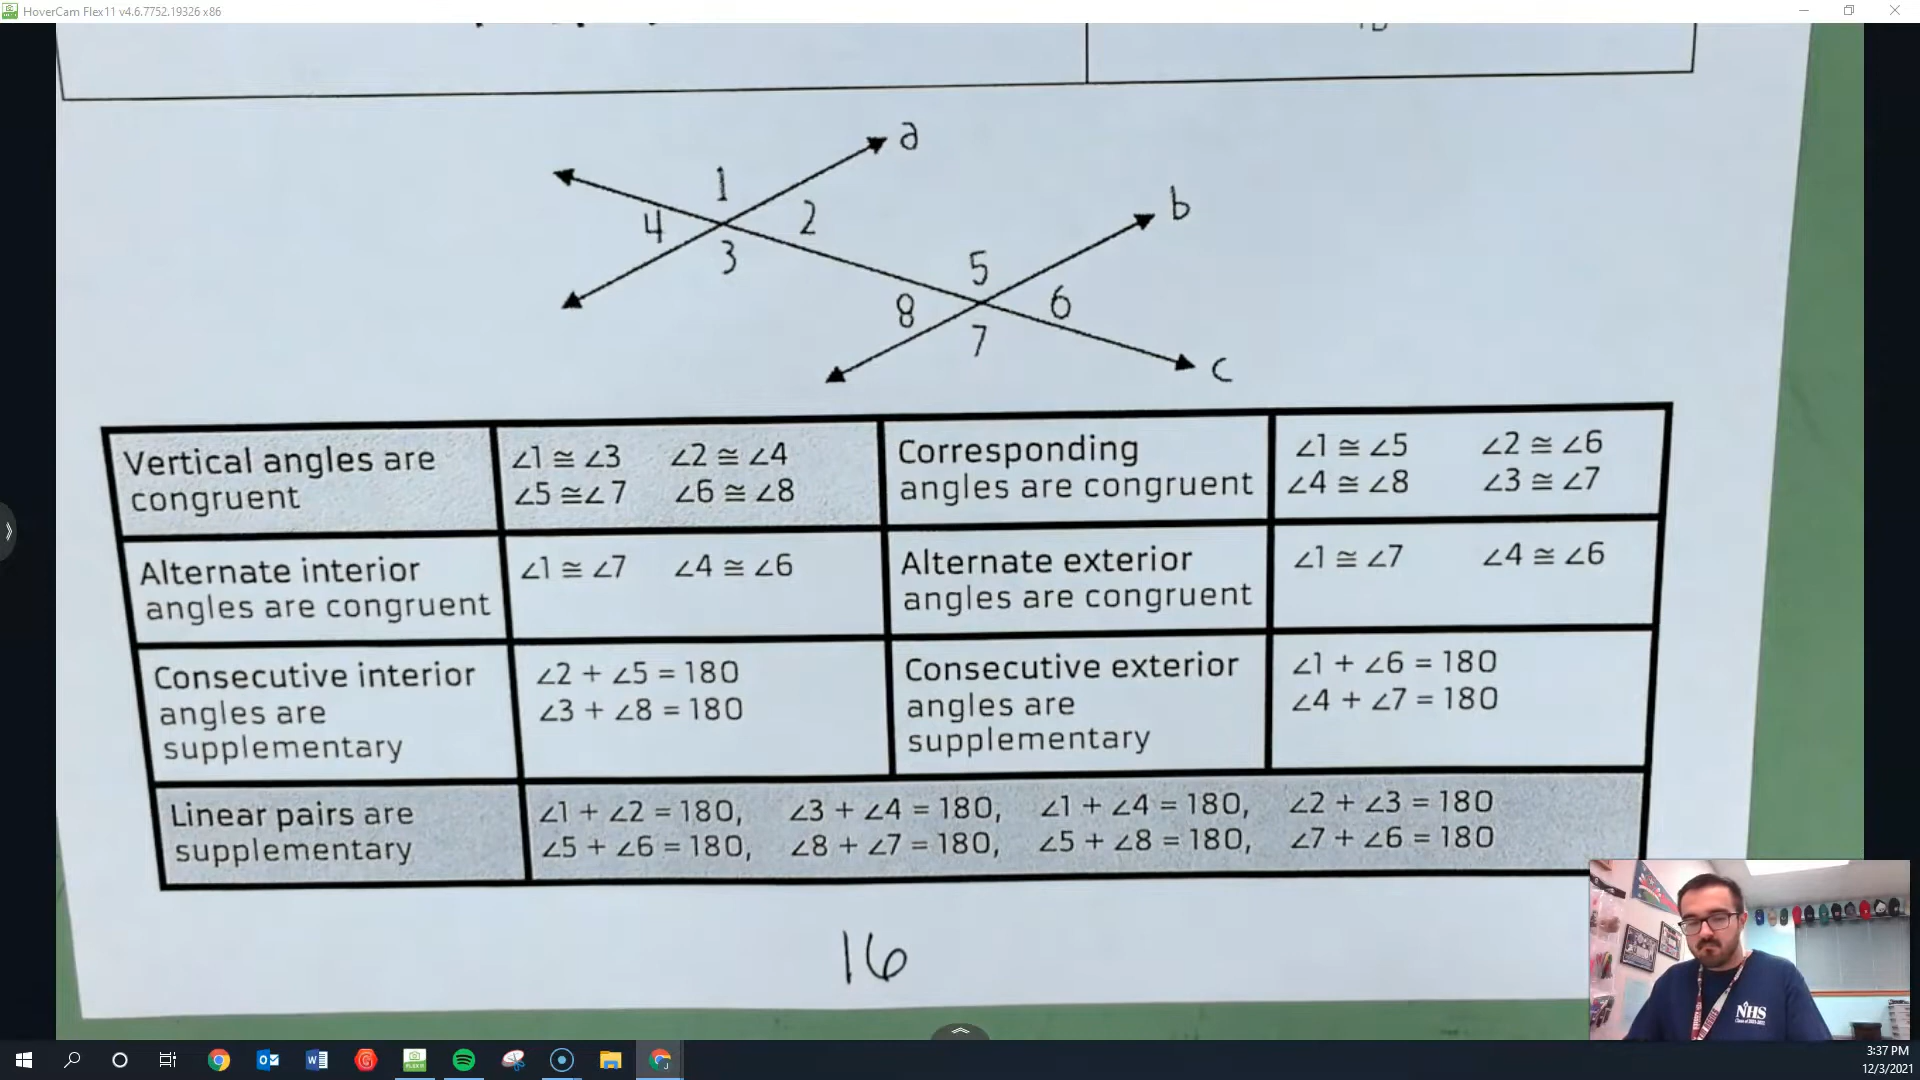 HoverCam Flex11 v4.6.7752.19326 x86
a
1
4
2
3
b
5
8
6
7
c
Vertical angles are
congruent
∠1 ≅ ∠3 ∠2 ≅ ∠4
∠5 ≅∠7 ∠6 ≅ ∠8
Corresponding
angles are congruent
∠1 ≅ ∠5 ∠2 ≅ ∠6
∠4 ≅ ∠8 ∠3 ≅ ∠7
Alternate interior
angles are congruent
∠1 ≅ ∠7 ∠4 ≅ ∠6
Alternate exterior
angles are congruent
∠1 ≅ ∠7 ∠4 ≅ ∠6
Consecutive interior
angles are
supplementary
∠2 + ∠5 = 180
∠3 + ∠8 = 180
Consecutive exterior
angles are
supplementary
∠1 + ∠6 = 180
∠4 + ∠7 = 180
Linear pairs are
supplementary
∠1 + ∠2 = 180, ∠3 + ∠4 = 180, ∠1 + ∠4 = 180, ∠2 + ∠3 = 180
∠5 + ∠6 = 180, ∠8 + ∠7 = 180, ∠5 + ∠8 = 180, ∠7 + ∠6 = 180
16
NHS
3:37 PM
12/3/2021